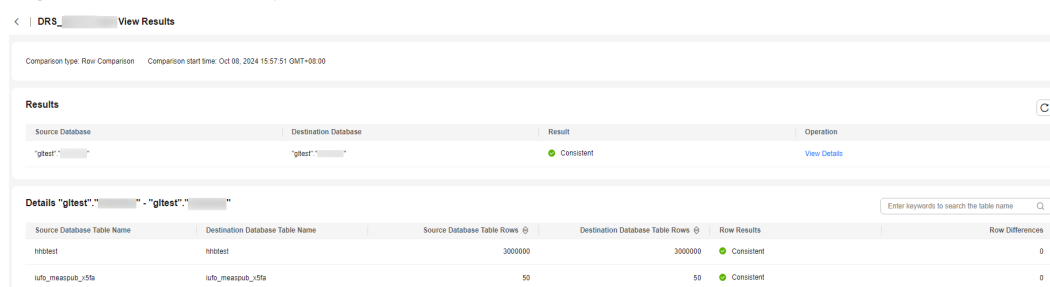 DRS_ View Results
Comparison type: Row Comparison Comparison start time: Oct 08, 2024 15:57:51 GMT+08:00
Results
Source Database Destination Database Result Operation
"gltest"." " "gltest"." " Consistent View Details
Details "gltest"." " - "gltest"." "
Enter keywords to search the table name
Source Database Table Name Destination Database Table Name Source Database Table Rows Destination Database Table Rows Row Results Row Differences
hhbtest hhbtest 3000000 3000000 Consistent 0
iufo_measpub_x5fa iufo_measpub_x5fa 50 50 Consistent 0